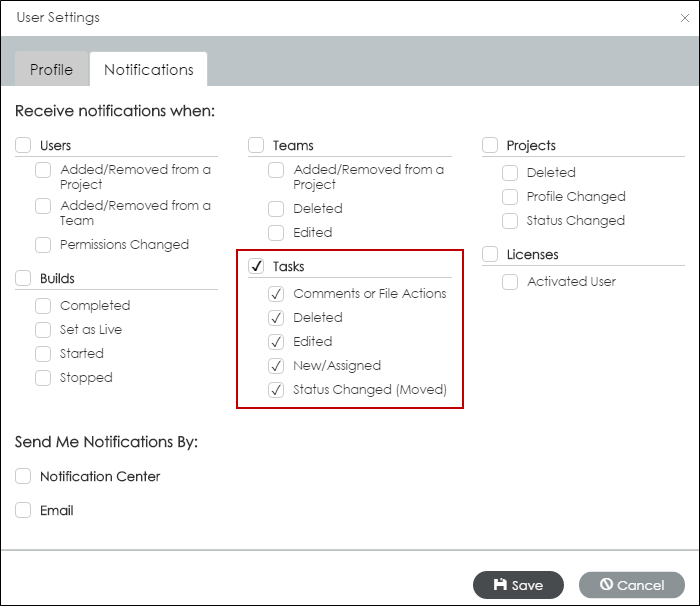 User Settings
Profile
Notifications
Receive notifications when:
Users
Added/Removed from a
Project
Added/Removed from a
Team
Permissions Changed
Builds
Completed
Set as Live
Started
Stopped
Teams
Added/Removed from a
Project
Deleted
Edited
Tasks
Comments or File Actions
Deleted
Edited
New/Assigned
Status Changed (Moved)
Projects
Deleted
Profile Changed
Status Changed
Licenses
Activated User
Send Me Notifications By:
Notification Center
Email
Save
Cancel